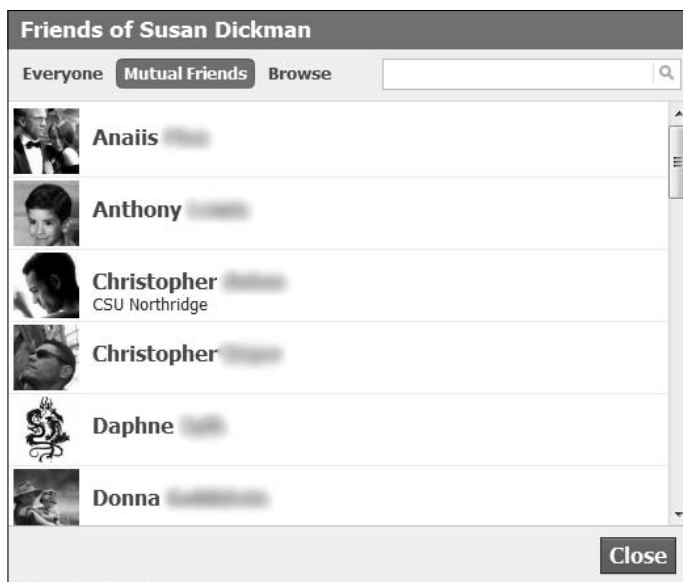 Friends of Susan Dickman
Everyone Mutual Friends Browse
Anaiis
Anthony
Christopher
CSU Northridge
Christopher
Daphne
Donna
Close